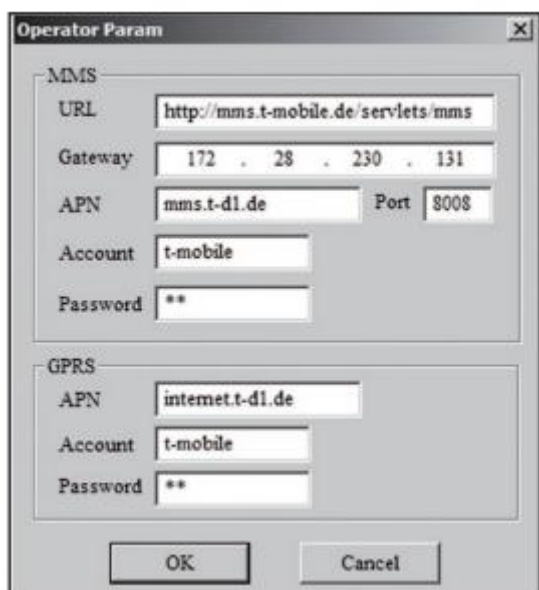 Operator Param
MMS
URL http://mms.t-mobile.de/servlets/mms
Gateway 172 . 28 . 230 . 131
APN mms.t-d1.de Port 8008
Account t-mobile
Password **
GPRS
APN internet.t-d1.de
Account t-mobile
Password **
OK Cancel